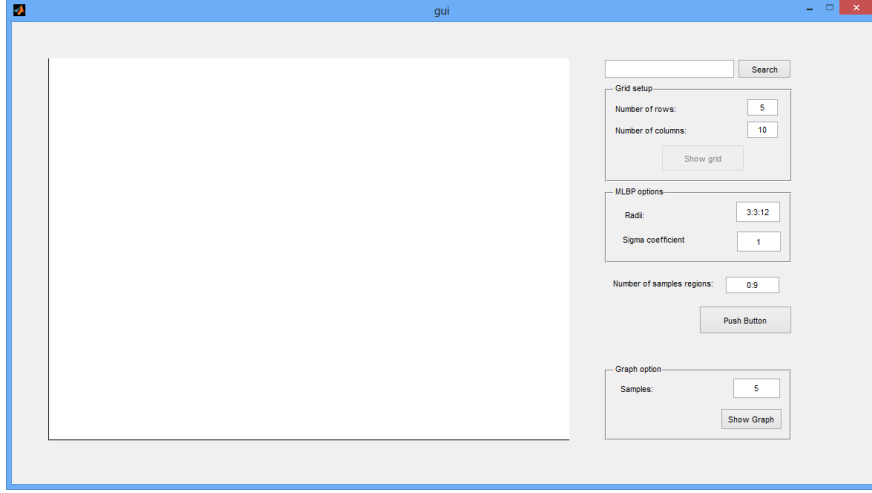 gui
Search
Grid setup
Number of rows: 5
Number of columns: 10
Show grid
MLBP options
Radii: 3:3:12
Sigma coefficient 1
Number of samples regions: 0:9
Push Button
Graph option
Samples: 5
Show Graph